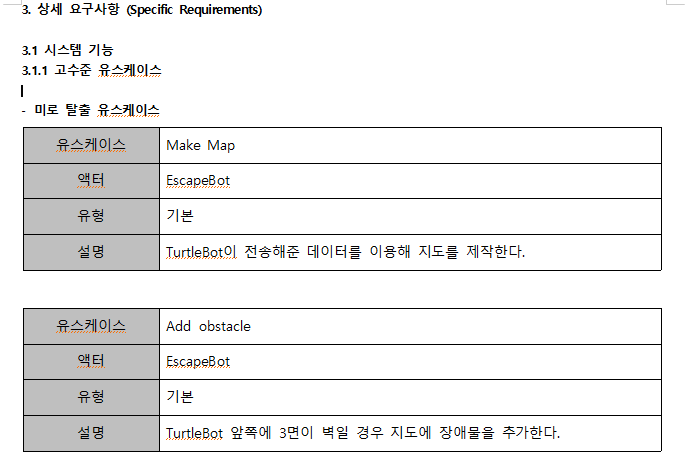 3. 상세 요구사항 (Specific Requirements)
3.1 시스템 기능
3.1.1 고수준 유스케이스
- 미로 탈출 유스케이스
유스케이스 Make Map
액터 EscapeBot
유형 기본
설명 TurtleBot이 전송해준 데이터를 이용해 지도를 제작한다.
유스케이스 Add obstacle
액터 EscapeBot
유형 기본
설명 TurtleBot 앞쪽에 3면이 벽일 경우 지도에 장애물을 추가한다.